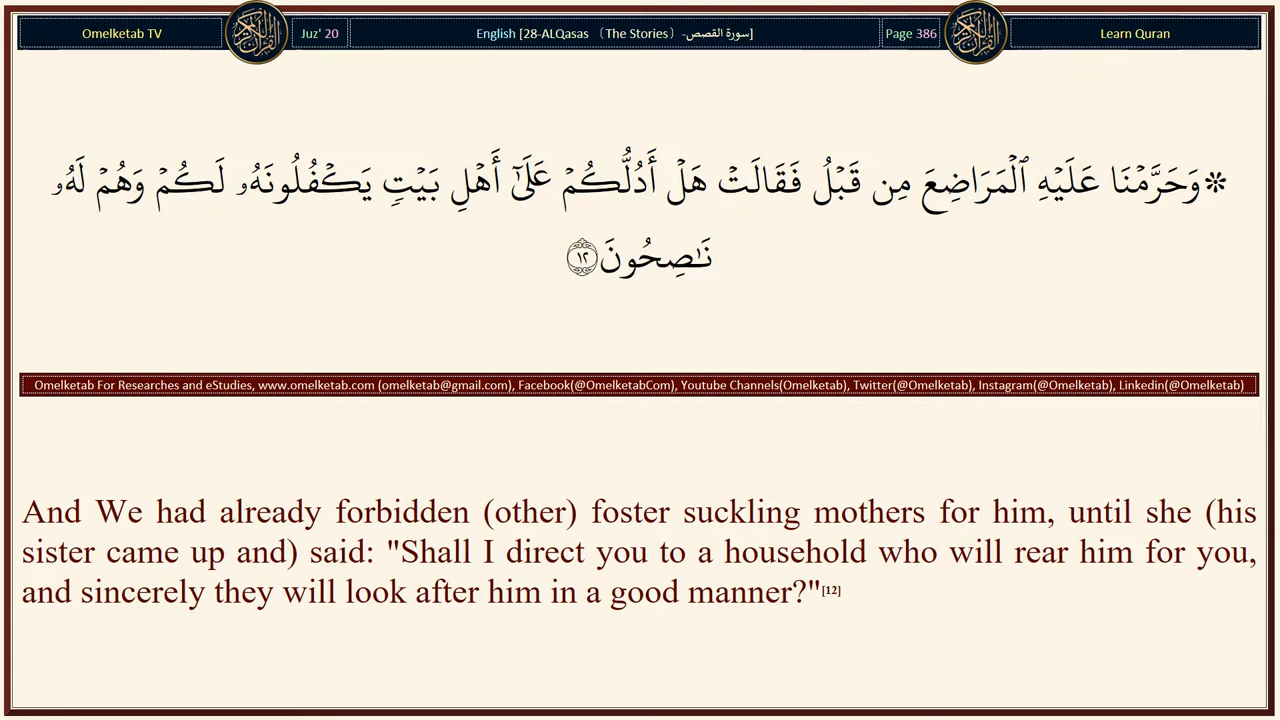 Omelketab TV
Juz' 20
English [28-ALQasas (The Stories) -سورة القصص]
Page 386
Learn Quran
۞وَحَرَّمۡنَا عَلَيۡهِ ٱلۡمَرَاضِعَ مِن قَبۡلُ فَقَالَتۡ هَلۡ أَدُلُّكُمۡ عَلَىٰٓ أَهۡلِ بَيۡتٖ يَكۡفُلُونَهُۥ لَكُمۡ وَهُمۡ لَهُۥ
نَٰصِحُونَ ١٢
Omelketab For Researches and eStudies, www.omelketab.com (omelketab@gmail.com), Facebook(@OmelketabCom), Youtube Channels(Omelketab), Twitter(@Omelketab), Instagram(@Omelketab), Linkedin(@Omelketab)
And We had already forbidden (other) foster suckling mothers for him, until she (his
sister came up and) said: "Shall I direct you to a household who will rear him for you,
and sincerely they will look after him in a good manner?"[12]